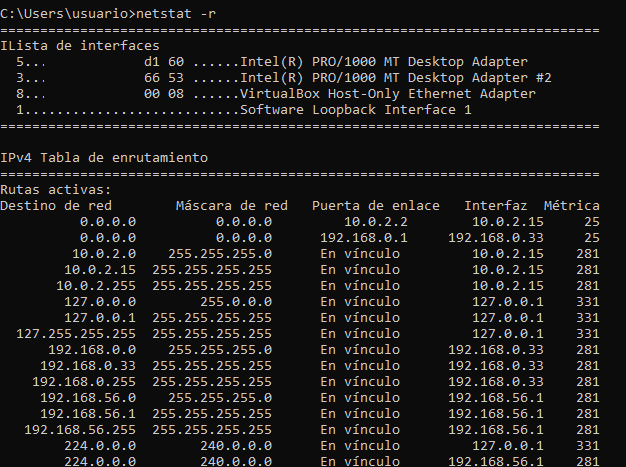 C:\Users\usuario>netstat -r
===========================================================================
ILista de interfaces
  5...            d1 60 ......Intel(R) PRO/1000 MT Desktop Adapter
  3...            66 53 ......Intel(R) PRO/1000 MT Desktop Adapter #2
  8...            00 08 ......VirtualBox Host-Only Ethernet Adapter
  1...........................Software Loopback Interface 1
===========================================================================
IPv4 Tabla de enrutamiento
===========================================================================
Rutas activas:
Destino de red        Máscara de red   Puerta de enlace   Interfaz  Métrica
          0.0.0.0          0.0.0.0         10.0.2.2        10.0.2.15     25
          0.0.0.0          0.0.0.0      192.168.0.1     192.168.0.33     25
         10.0.2.0    255.255.255.0      En vínculo         10.0.2.15    281
        10.0.2.15  255.255.255.255      En vínculo         10.0.2.15    281
       10.0.2.255  255.255.255.255      En vínculo         10.0.2.15    281
        127.0.0.0        255.0.0.0      En vínculo         127.0.0.1    331
        127.0.0.1  255.255.255.255      En vínculo         127.0.0.1    331
  127.255.255.255  255.255.255.255      En vínculo         127.0.0.1    331
      192.168.0.0    255.255.255.0      En vínculo      192.168.0.33    281
     192.168.0.33  255.255.255.255      En vínculo      192.168.0.33    281
    192.168.0.255  255.255.255.255      En vínculo      192.168.0.33    281
     192.168.56.0    255.255.255.0      En vínculo      192.168.56.1    281
     192.168.56.1  255.255.255.255      En vínculo      192.168.56.1    281
   192.168.56.255  255.255.255.255      En vínculo      192.168.56.1    281
        224.0.0.0        240.0.0.0      En vínculo         127.0.0.1    331
        224.0.0.0        240.0.0.0      En vínculo      192.168.56.1    281